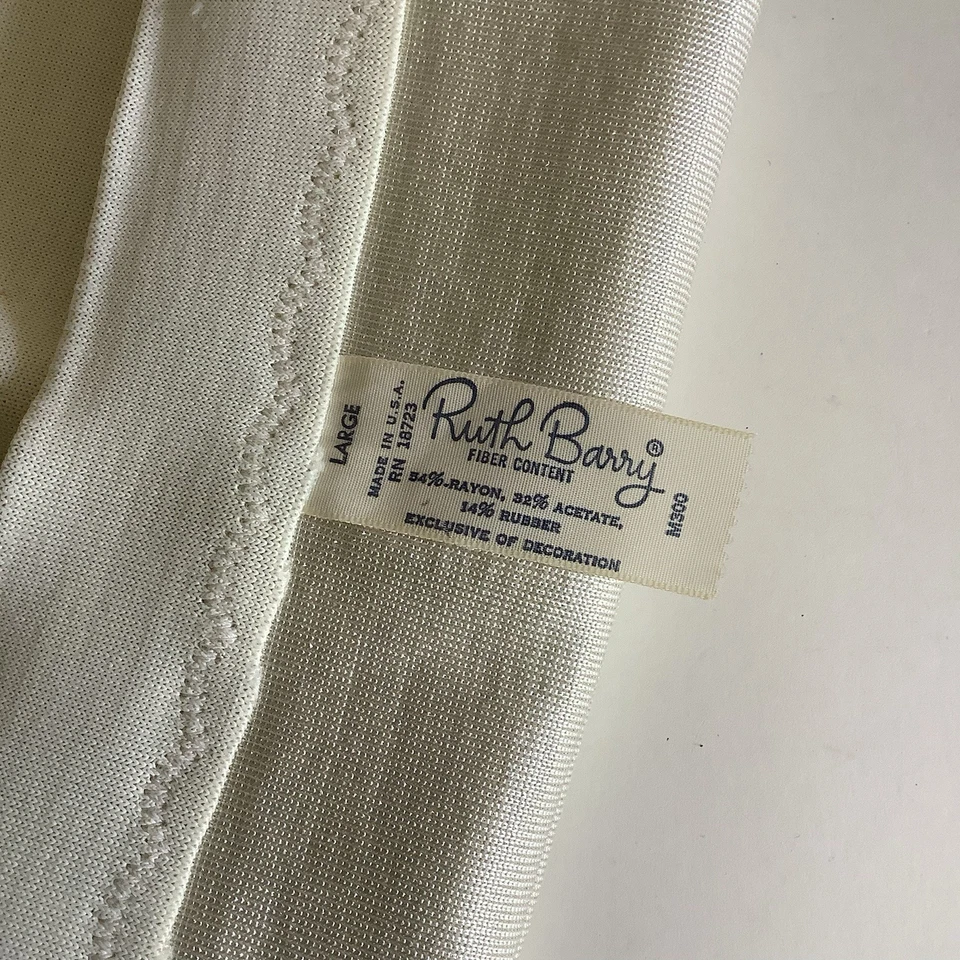 LARGE
MADE IN U.S.A.
RN 18723
Ruth Barry®
FIBER CONTENT
54% RAYON, 32% ACETATE,
14% RUBBER
EXCLUSIVE OF DECORATION
M300